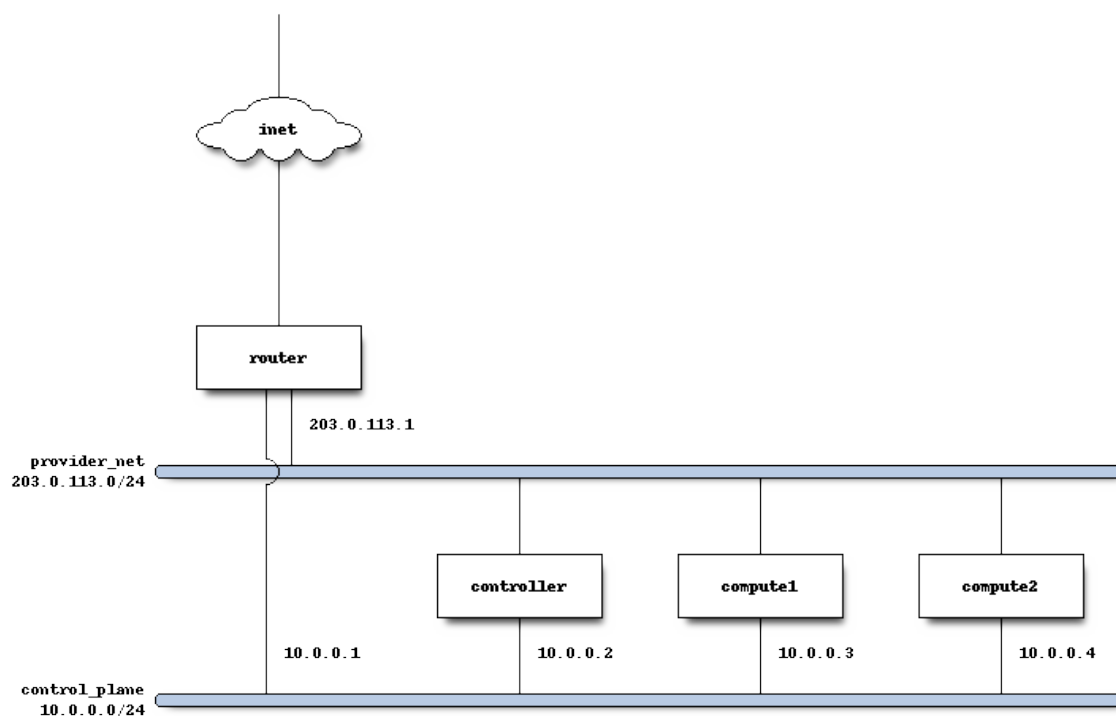 inet
router
203.0.113.1
provider_net
203.0.113.0/24
controller
compute1
compute2
10.0.0.1
10.0.0.2
10.0.0.3
10.0.0.4
control_plane
10.0.0.0/24